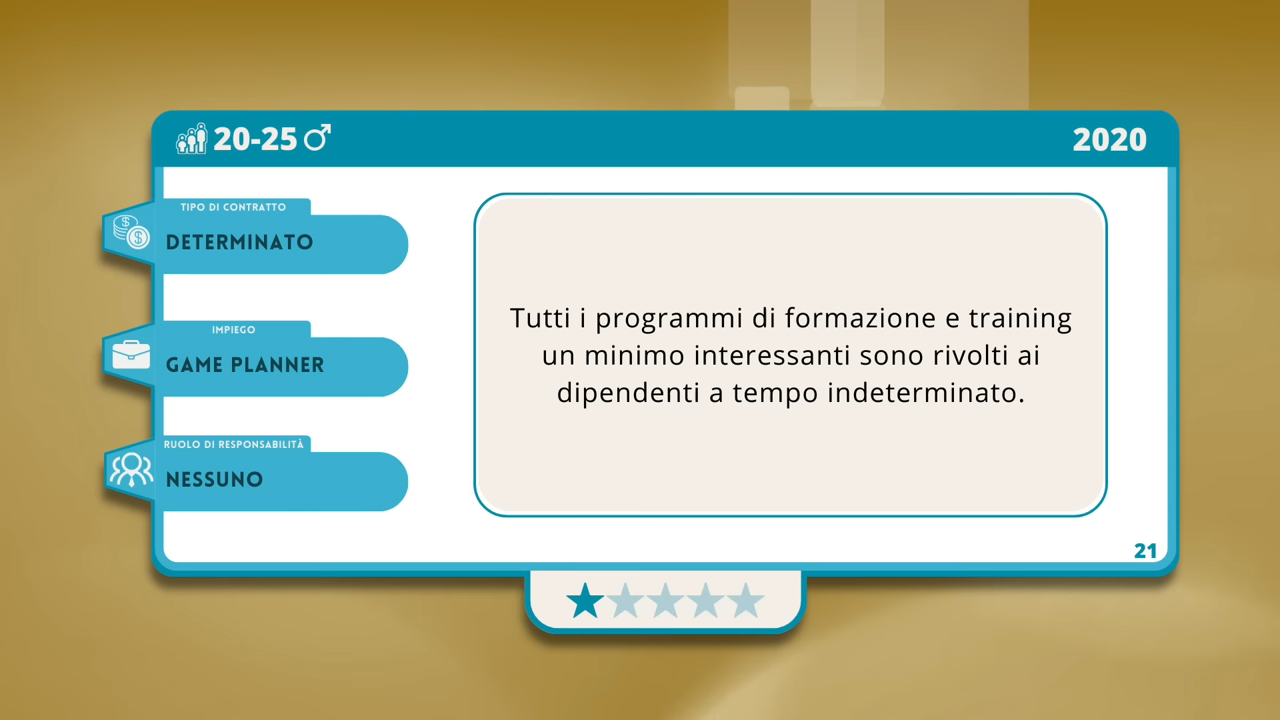 20-25
2020
TIPO DI CONTRATTO
DETERMINATO
IMPIEGO
GAME PLANNER
RUOLO DI RESPONSABILITÀ
NESSUNO
Tutti i programmi di formazione e training
un minimo interessanti sono rivolti ai
dipendenti a tempo indeterminato.
21